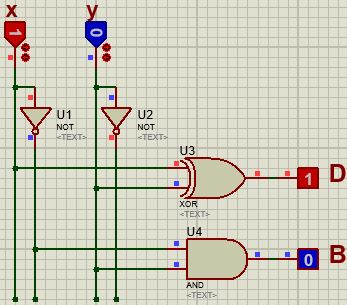 x y
1 0
U1 U2
NOT NOT
<TEXT> <TEXT>
U3
1 D
XOR
<TEXT>
U4
0 B
AND
<TEXT>